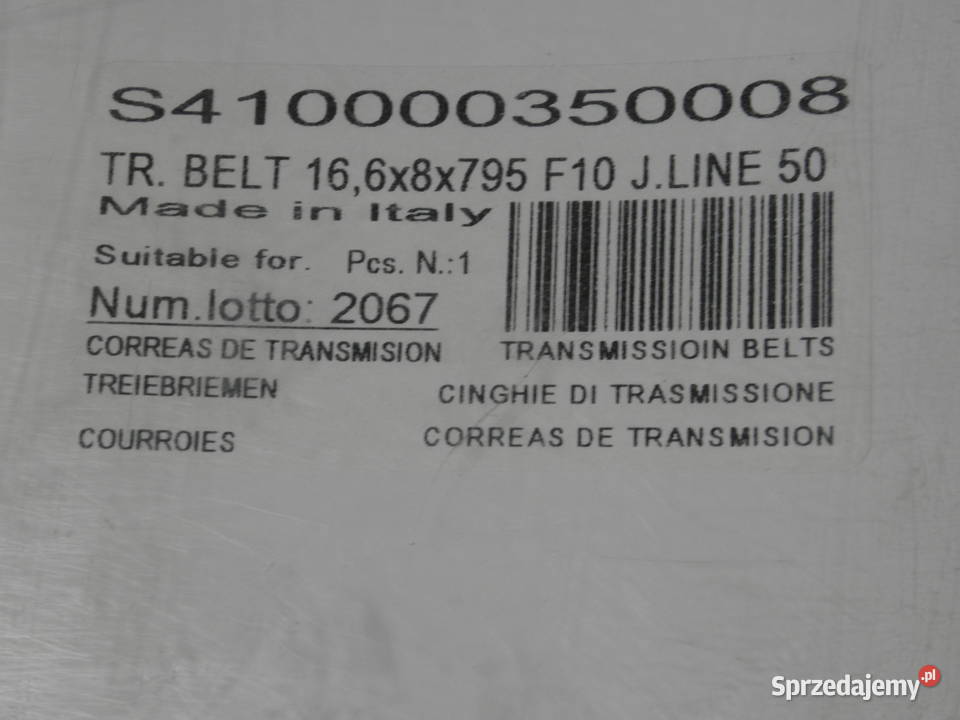 S410000350008
TR. BELT 16,6x8x795 F10 J.LINE 50
Made in Italy
Suitable for. Pcs. N.:1
Num.lotto: 2067
CORREAS DE TRANSMISION
TRANSMISSIOIN BELTS
TREIEBRIEMEN
CINGHIE DI TRASMISSIONE
COURROIES
CORREAS DE TRANSMISION
Sprzedajemy.pl